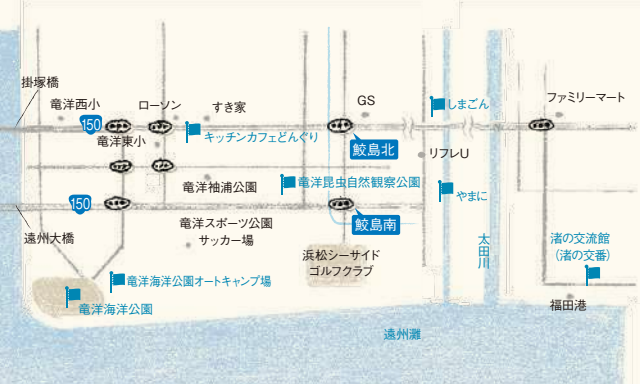 掛塚橋
竜洋西小
ローソン
すき家
GS
しまごん
ファミリーマート
150
キッチンカフェどんぐり
竜洋東小
鮫島北
リフレU
竜洋袖浦公園
竜洋昆虫自然観察公園
やまに
150
遠州大橋
竜洋スポーツ公園
サッカー場
鮫島南
浜松シーサイド
ゴルフクラブ
太田川
渚の交流館
(渚の交番)
竜洋海洋公園オートキャンプ場
竜洋海洋公園
福田港
遠州灘